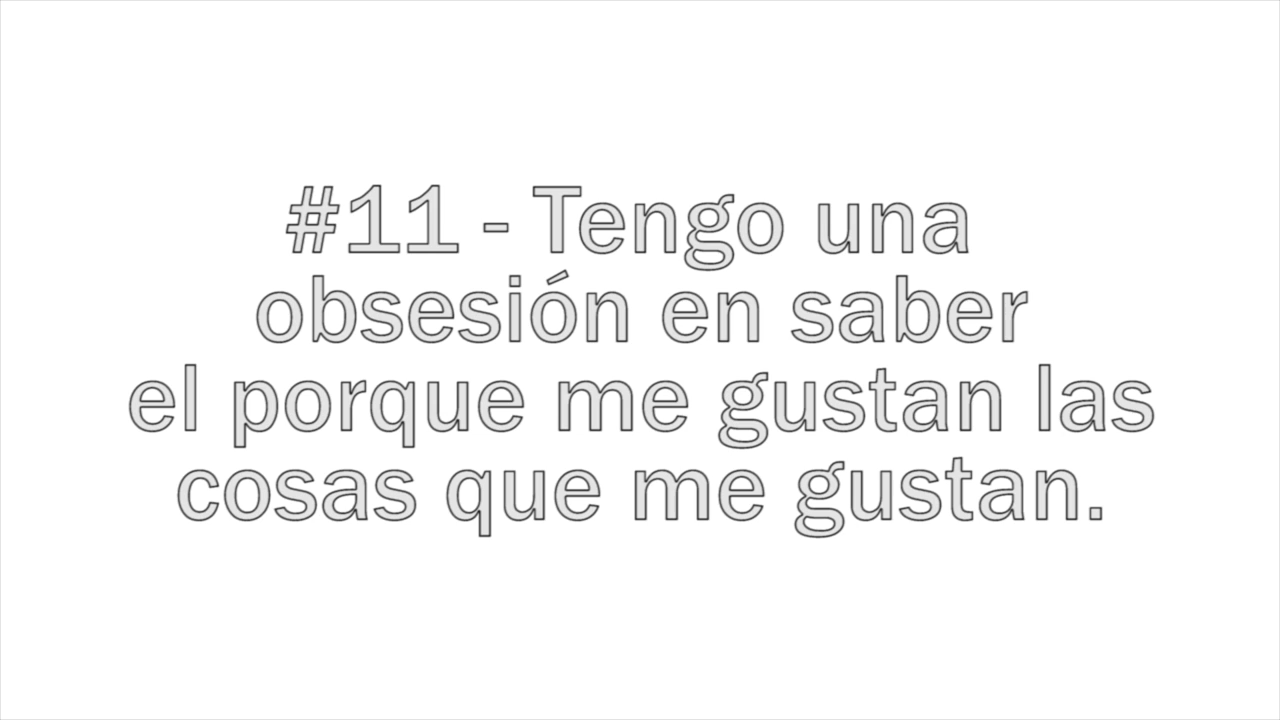 #11 - Tengo una
obsesión en saber
el porque me gustan las
cosas que me gustan.